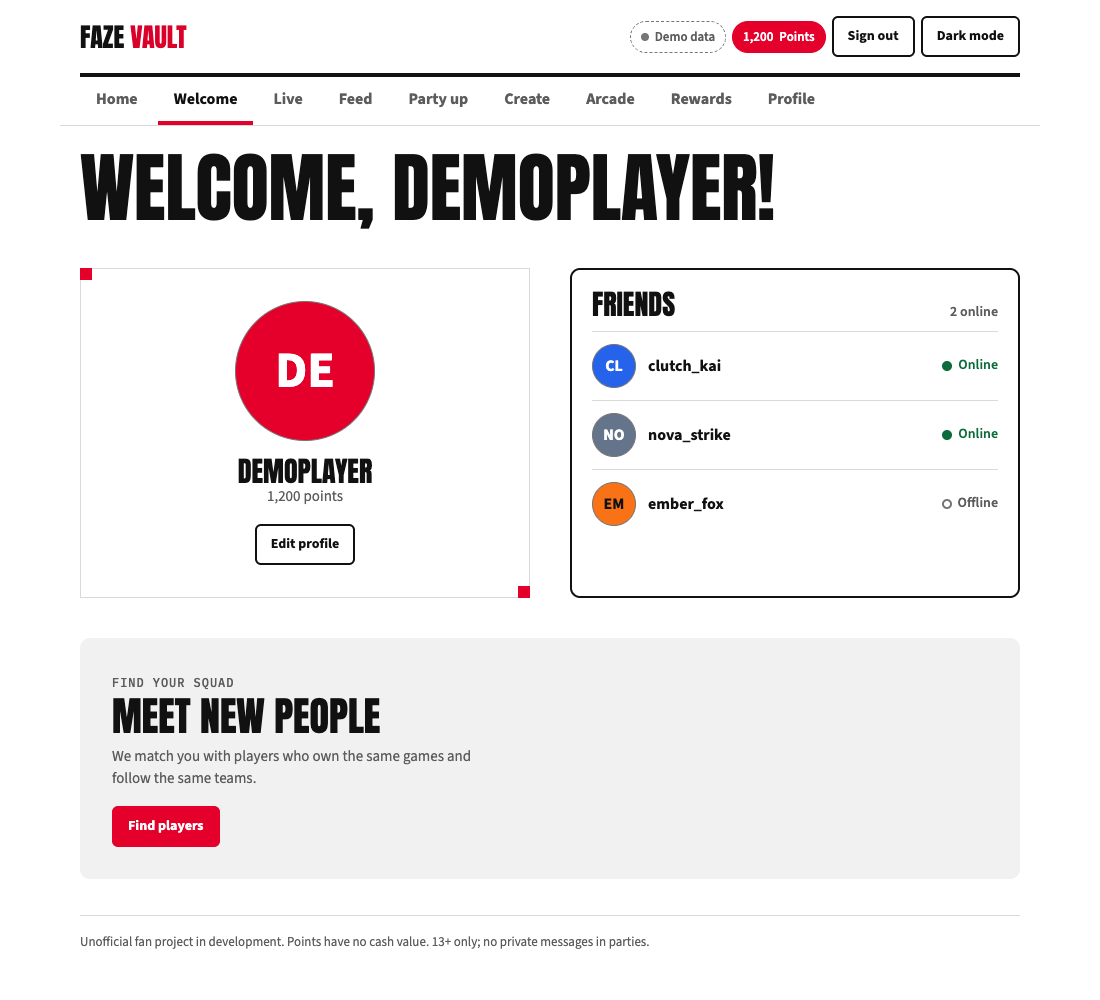 FAZE VAULT
Demo data
1,200 Points
Sign out
Dark mode
Home
Welcome
Live
Feed
Party up
Create
Arcade
Rewards
Profile
WELCOME, DEMOPLAYER!
DE
DEMOPLAYER
1,200 points
Edit profile
FRIENDS
2 online
CL
clutch_kai
Online
NO
nova_strike
Online
EM
ember_fox
Offline
FIND YOUR SQUAD
MEET NEW PEOPLE
We match you with players who own the same games and
follow the same teams.
Find players
Unofficial fan project in development. Points have no cash value. 13+ only; no private messages in parties.